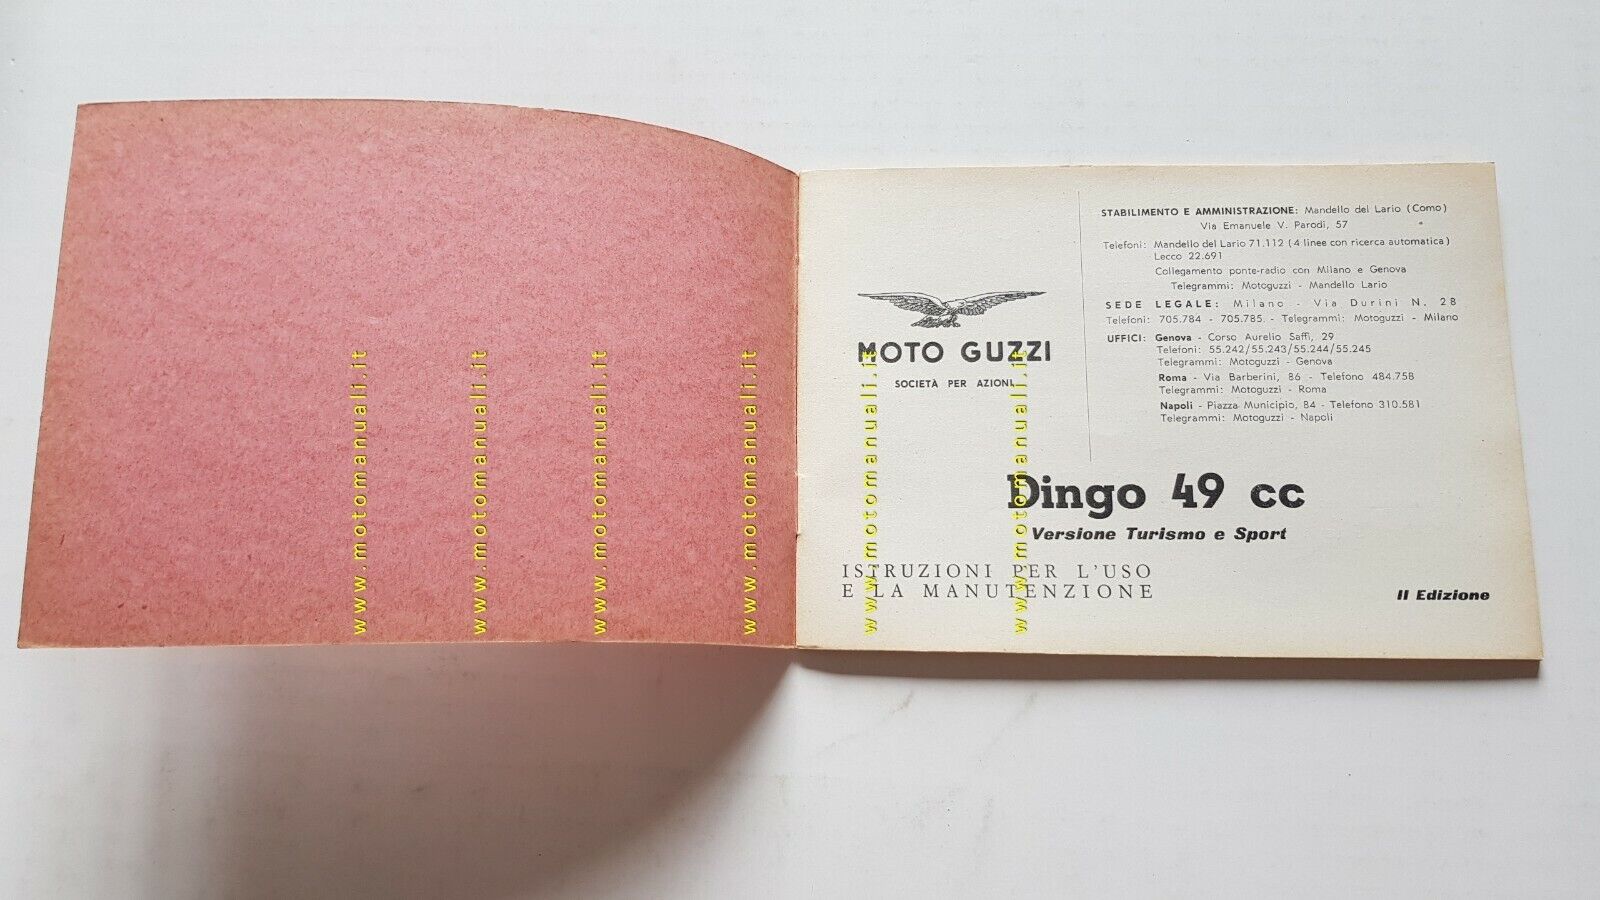 STABILIMENTO E AMMINISTRAZIONE: Mandello del Lario (Como)
Via Emanuele V. Parodi, 57
Telefoni: Mandello del Lario 71.112 (4 linee con ricerca automatica)
Lecco 22.691
Collegamento ponte-radio con Milano e Genova
Telegrammi: Motoguzzi - Mandello Lario
SEDE LEGALE: Milano - Via Durini N. 28
Telefoni: 705.784 - 705.785 - Telegrammi: Motoguzzi - Milano
UFFICI: Genova - Corso Aurelio Saffi, 29
Telefoni: 55.242/55.243/55.244/55.245
Telegrammi: Motoguzzi - Genova
Roma - Via Barberini, 86 - Telefono 484.758
Telegrammi: Motoguzzi - Roma
Napoli - Piazza Municipio, 84 - Telefono 310.581
Telegrammi: Motoguzzi - Napoli
MOTO GUZZI
SOCIETÀ PER AZIONI
Dingo 49 cc
Versione Turismo e Sport
ISTRUZIONI PER L'USO
E LA MANUTENZIONE
II Edizione
www.motomanuali.it
www.motomanuali.it
www.motomanuali.it
www.motomanuali.it
www.motomanuali.it
www.motomanuali.it